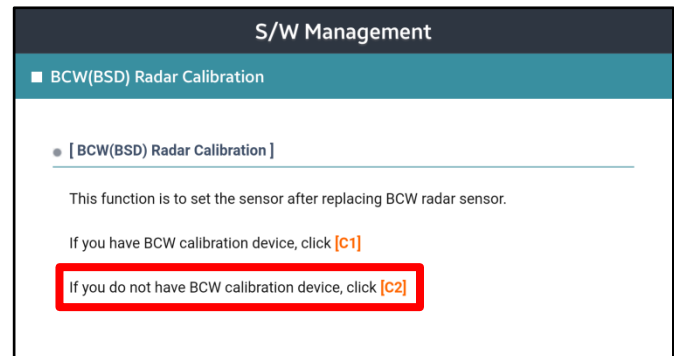 S/W Management
BCW(BSD) Radar Calibration
[ BCW(BSD) Radar Calibration ]
This function is to set the sensor after replacing BCW radar sensor.
If you have BCW calibration device, click [C1]
If you do not have BCW calibration device, click [C2]